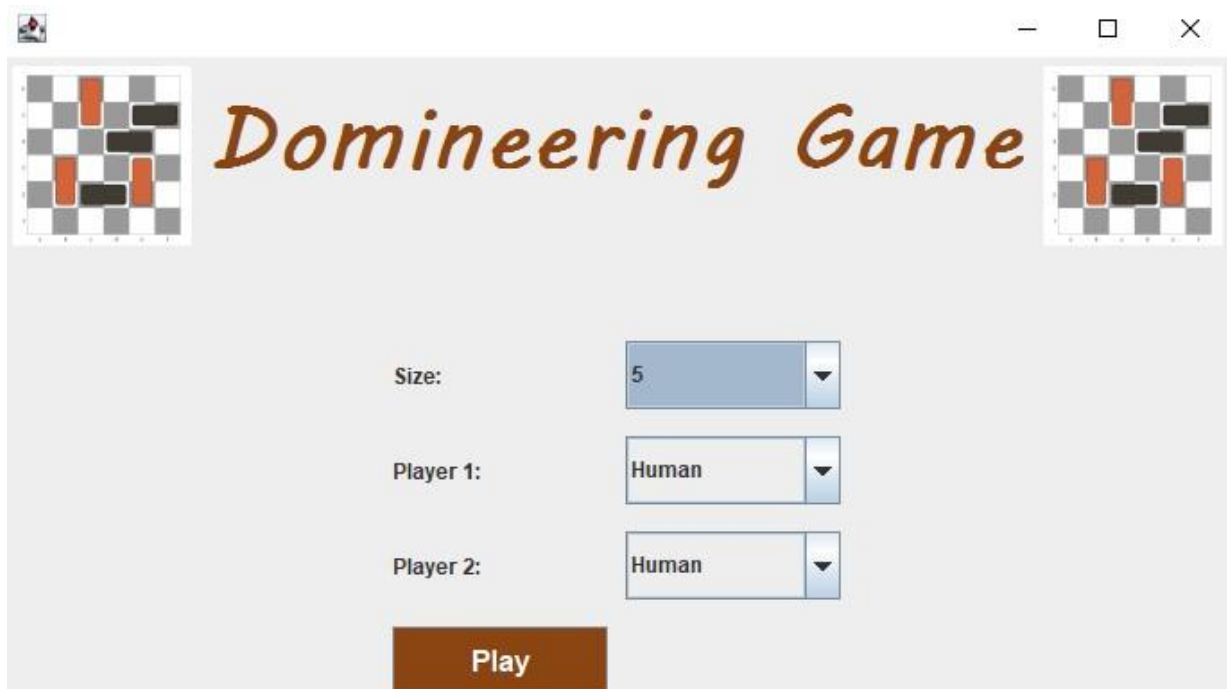 Domineering Game
Size: 5
Player 1: Human
Player 2: Human
Play